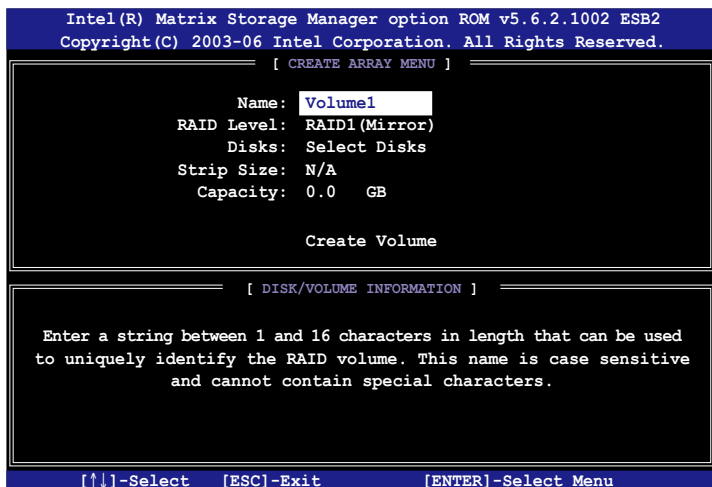 Intel(R) Matrix Storage Manager option ROM v5.6.2.1002 ESB2
Copyright(C) 2003-06 Intel Corporation. All Rights Reserved.
[ CREATE ARRAY MENU ]
Name: Volume1
RAID Level: RAID1(Mirror)
Disks: Select Disks
Strip Size: N/A
Capacity: 0.0 GB
Create Volume
[ DISK/VOLUME INFORMATION ]
Enter a string between 1 and 16 characters in length that can be used
to uniquely identify the RAID volume. This name is case sensitive
and cannot contain special characters.
[↑↓]-Select [ESC]-Exit [ENTER]-Select Menu